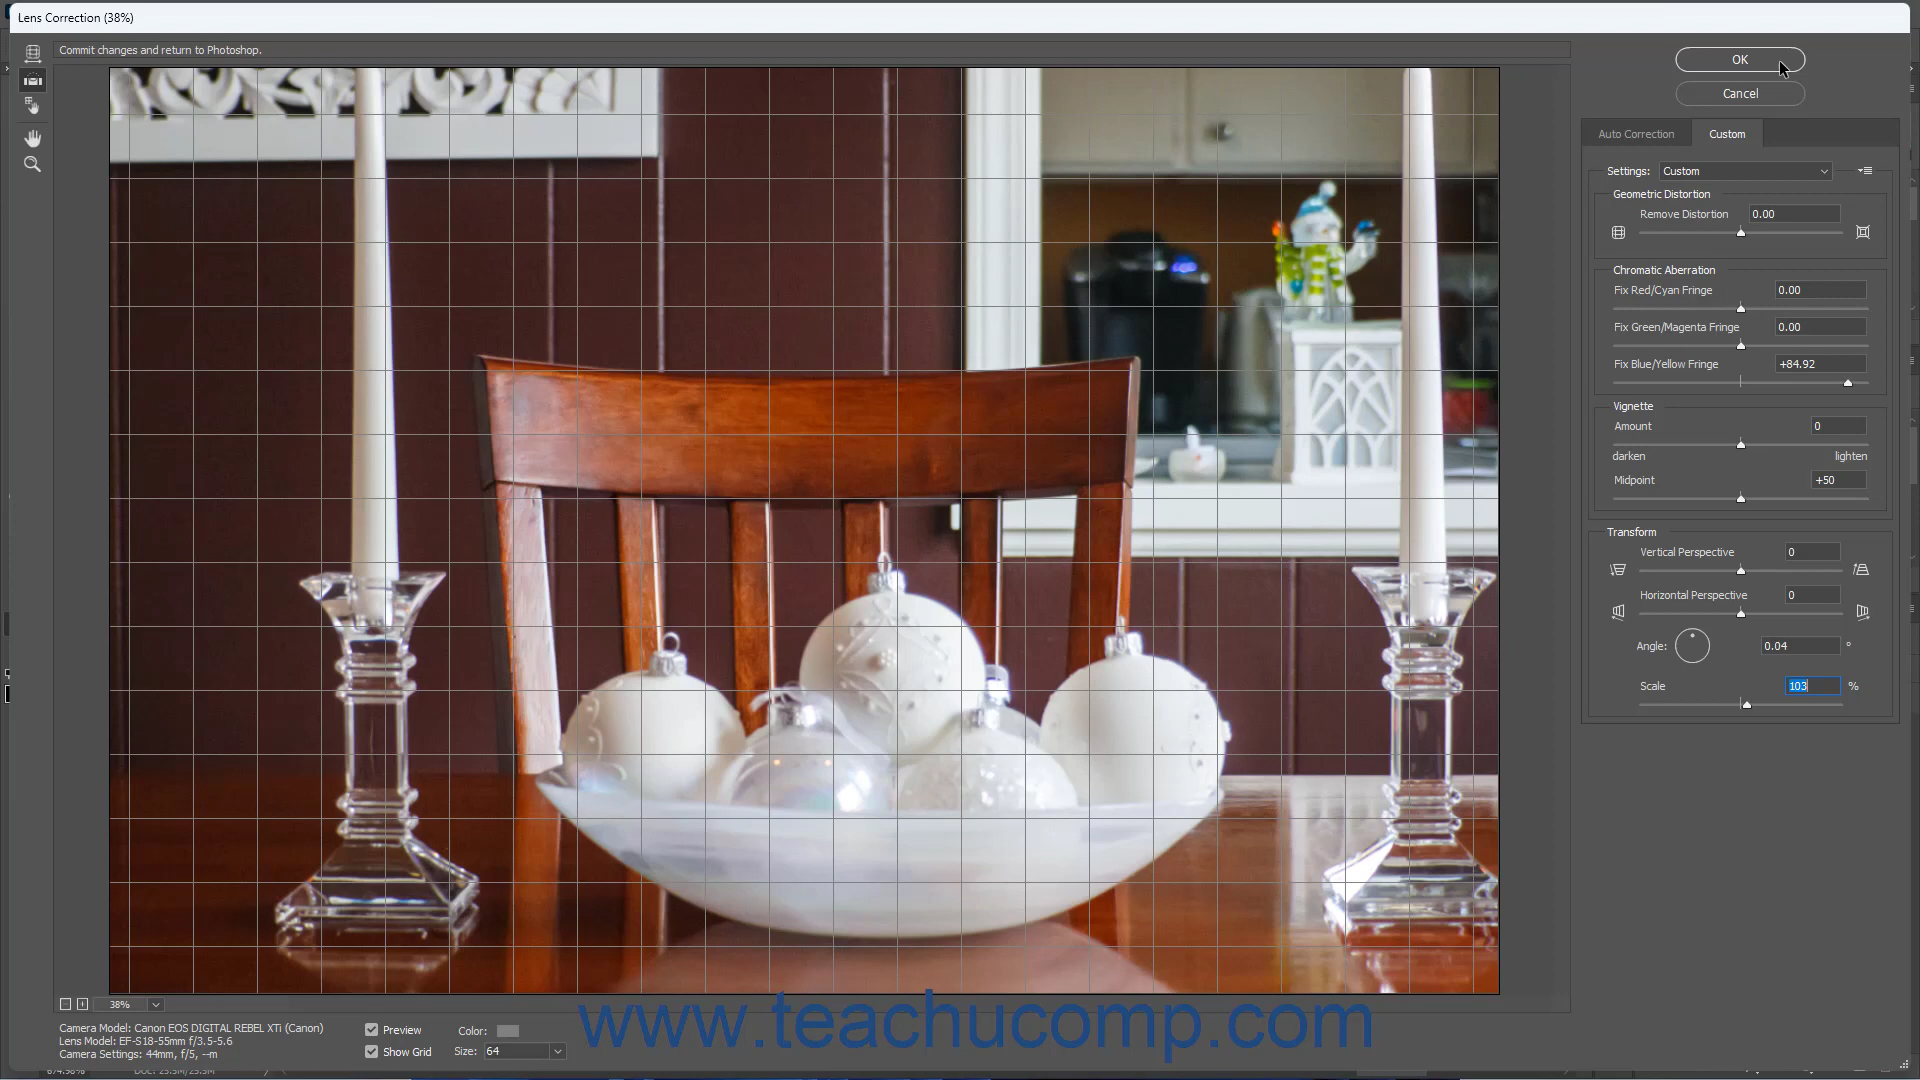 Lens Correction (38%)
Commit changes and return to Photoshop.
OK
Cancel
Auto Correction
Custom
Settings:
Custom
Geometric Distortion
Remove Distortion
0.00
Chromatic Aberration
Fix Red/Cyan Fringe
0.00
Fix Green/Magenta Fringe
0.00
Fix Blue/Yellow Fringe
+84.92
Vignette
Amount
0
darken
lighten
Midpoint
+50
Transform
Vertical Perspective
0
Horizontal Perspective
0
Angle:
0.04
°
Scale
103
%
38%
Camera Model: Canon EOS DIGITAL REBEL XTi (Canon)
Lens Model: EF-S18-55mm f/3.5-5.6
Camera Settings: 44mm, f/5, --m
Preview
Color:
Show Grid
Size:
64
www.teachucomp.com